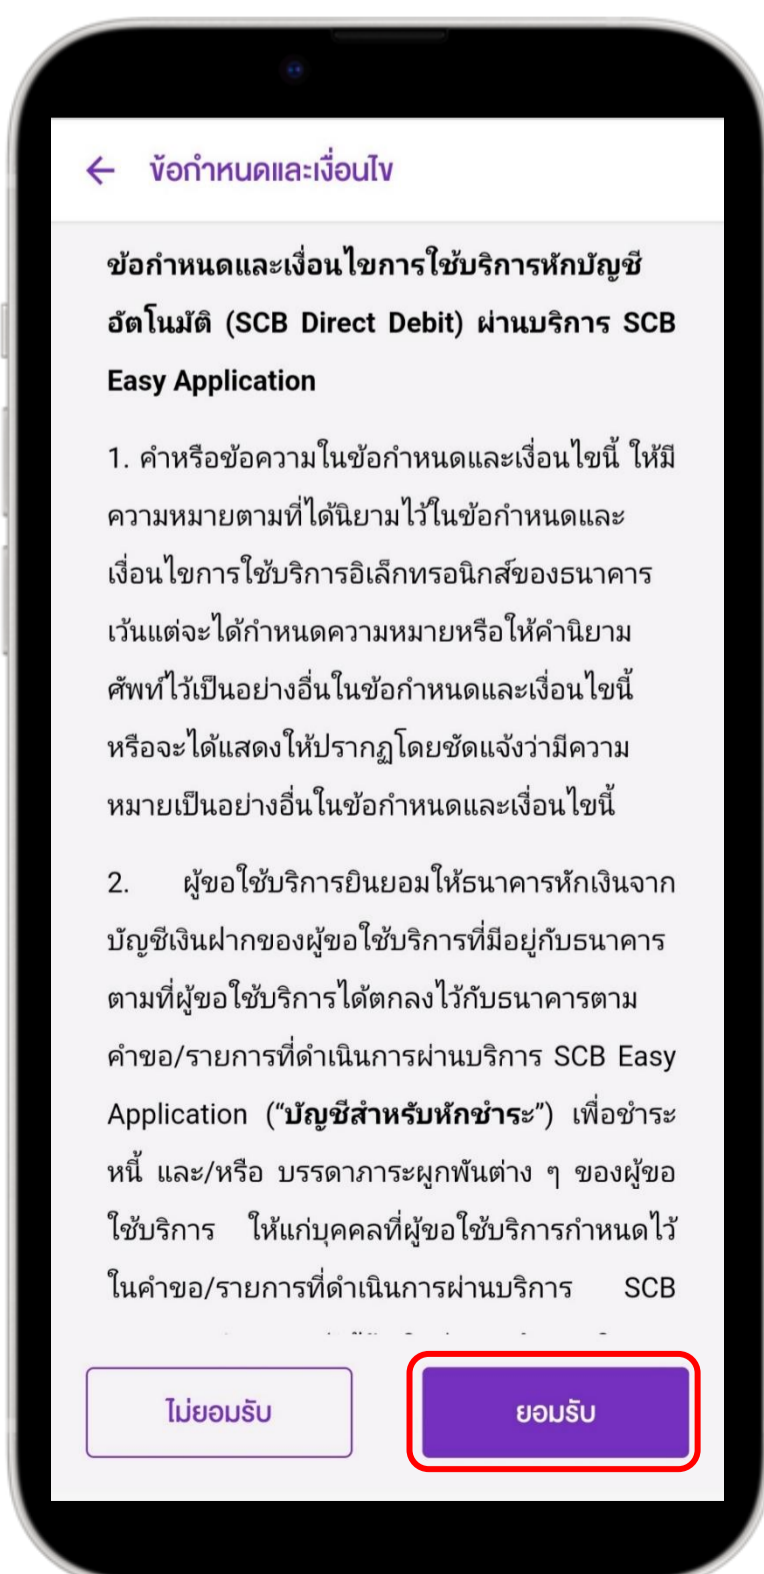 ← ข้อกำหนดและเงื่อนไข
ข้อกำหนดและเงื่อนไขการใช้บริการหักบัญชี
อัตโนมัติ (SCB Direct Debit) ผ่านบริการ SCB
Easy Application
1. คำหรือข้อความในข้อกำหนดและเงื่อนไขนี้ ให้มี
ความหมายตามที่ได้นิยามไว้ในข้อกำหนดและ
เงื่อนไขการใช้บริการอิเล็กทรอนิกส์ของธนาคาร
เว้นแต่จะได้กำหนดความหมายหรือให้คำนิยาม
ศัพท์ไว้เป็นอย่างอื่นในข้อกำหนดและเงื่อนไขนี้
หรือจะได้แสดงให้ปรากฏโดยชัดแจ้งว่ามีความ
หมายเป็นอย่างอื่นในข้อกำหนดและเงื่อนไขนี้
2. ผู้ขอใช้บริการยินยอมให้ธนาคารหักเงินจาก
บัญชีเงินฝากของผู้ขอใช้บริการที่มีอยู่กับธนาคาร
ตามที่ผู้ขอใช้บริการได้ตกลงไว้กับธนาคารตาม
คำขอ/รายการที่ดำเนินการผ่านบริการ SCB Easy
Application (“บัญชีสำหรับหักชำระ”) เพื่อชำระ
หนี้ และ/หรือ บรรดาภาระผูกพันต่าง ๆ ของผู้ขอ
ใช้บริการ ให้แก่บุคคลที่ผู้ขอใช้บริการกำหนดไว้
ในคำขอ/รายการที่ดำเนินการผ่านบริการ SCB
ไม่ยอมรับ
ยอมรับ